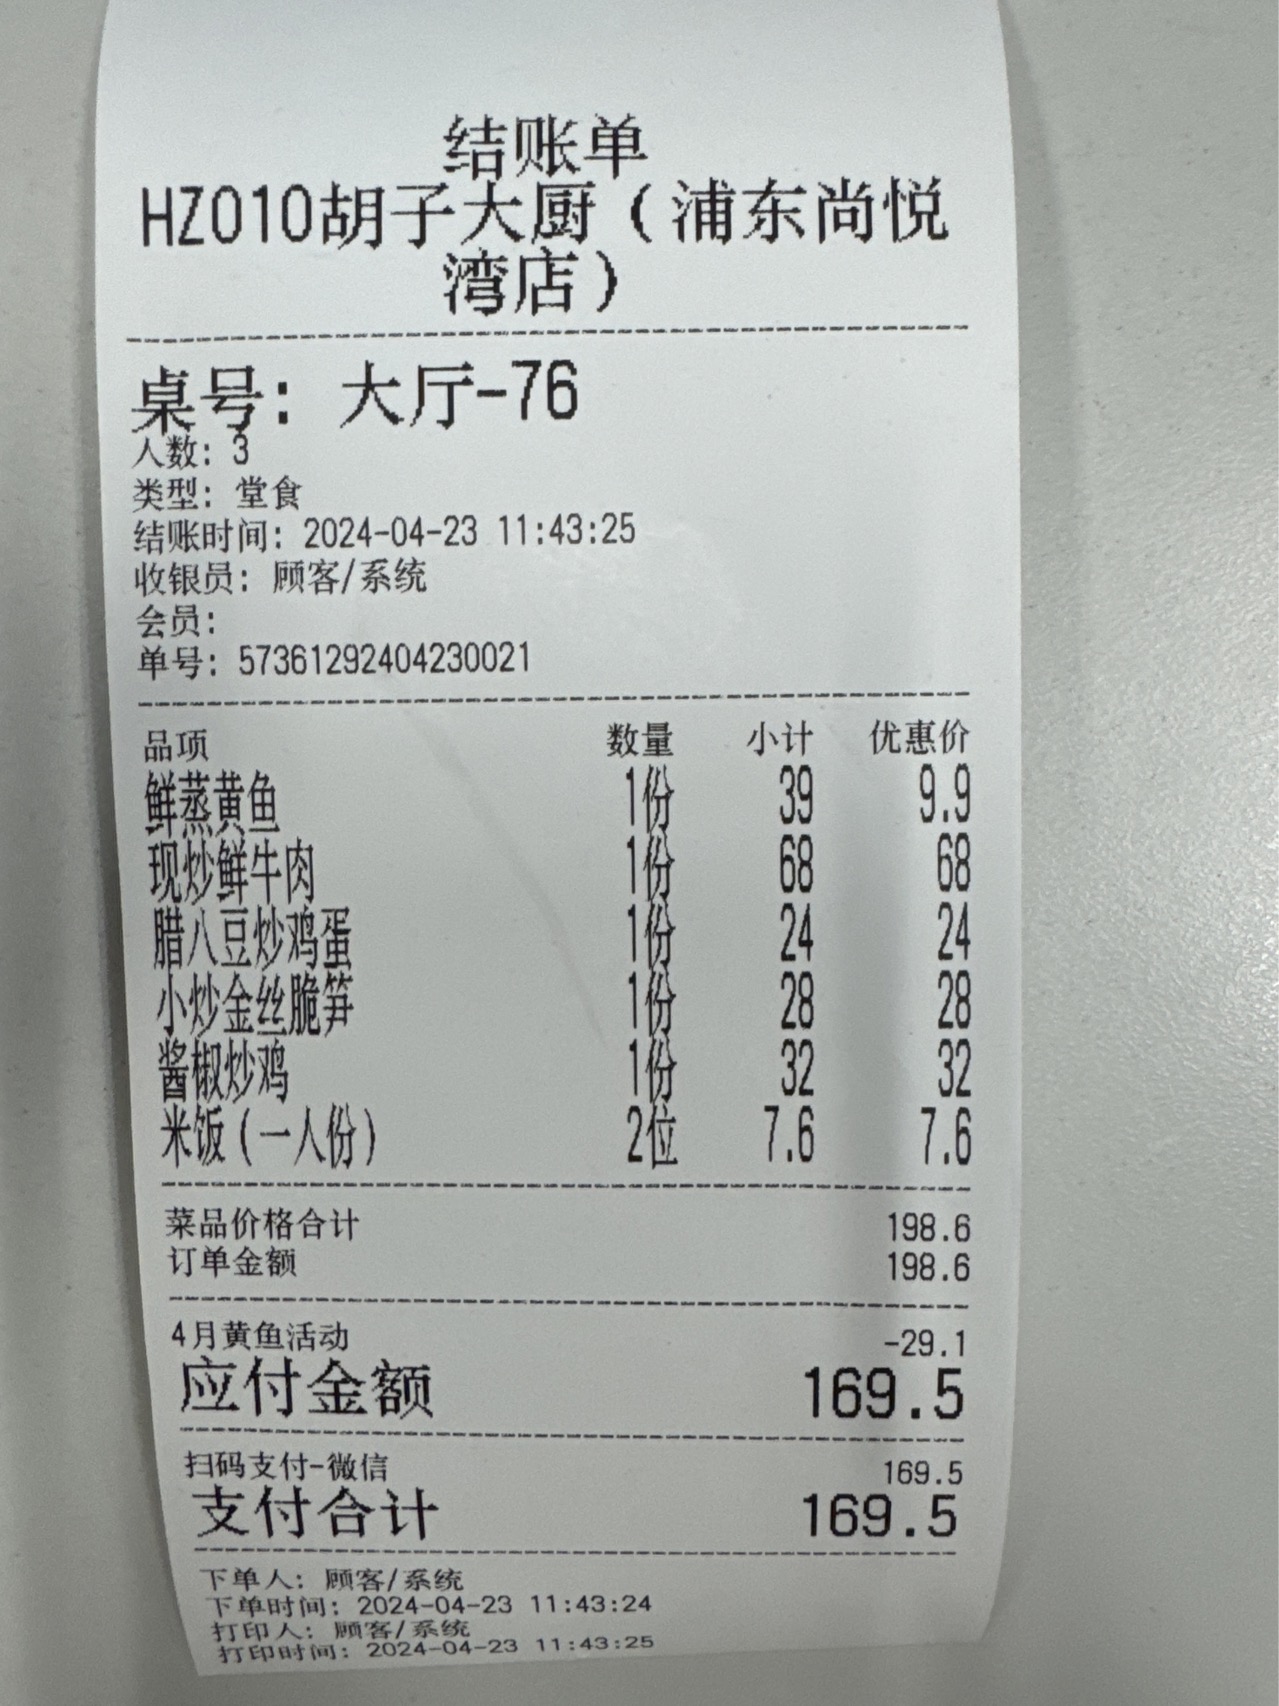 结账单
HZ010胡子大厨（浦东尚悦
湾店）
桌号：大厅-76
人数：3
类型：堂食
结账时间：2024-04-23 11:43:25
收银员：顾客/系统
会员：
单号：57361292404230021
品项 数量 小计 优惠价
鲜蒸黄鱼 1份 39 9.9
现炒鲜牛肉 1份 68 68
腊八豆炒鸡蛋 1份 24 24
小炒金丝脆笋 1份 28 28
酱椒炒鸡 1份 32 32
米饭（一人份） 2位 7.6 7.6
菜品价格合计 198.6
订单金额 198.6
4月黄鱼活动 -29.1
应付金额 169.5
扫码支付-微信 169.5
支付合计 169.5
下单人：顾客/系统
下单时间：2024-04-23 11:43:24
打印人：顾客/系统
打印时间：2024-04-23 11:43:25